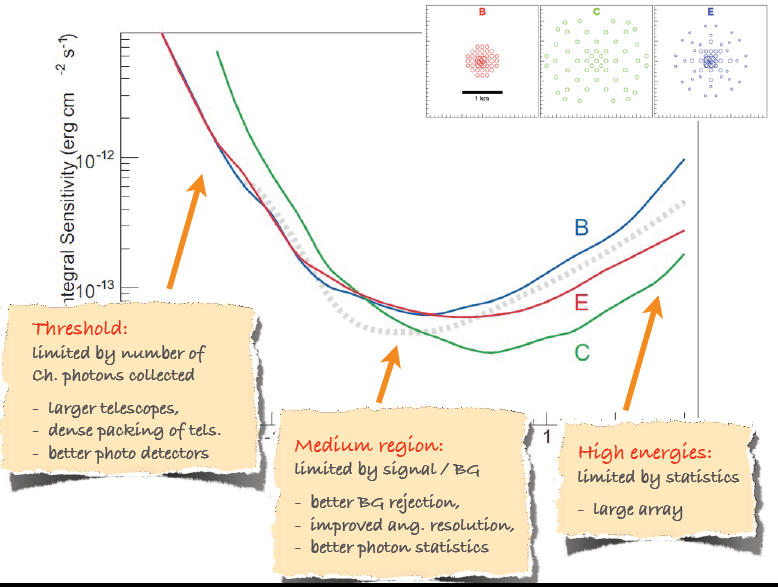 B
C
E
1 km
ntegral Sensitivity (erg cm -2 s-1)
10-12
10-13
B
E
C
-1
1
Threshold:
limited by number of
Ch. photons collected
- larger telescopes,
- dense packing of tels.
- better photo detectors
Medium region:
limited by signal / BG
- better BG rejection,
- improved ang. resolution,
- better photon statistics
High energies:
limited by statistics
- large array